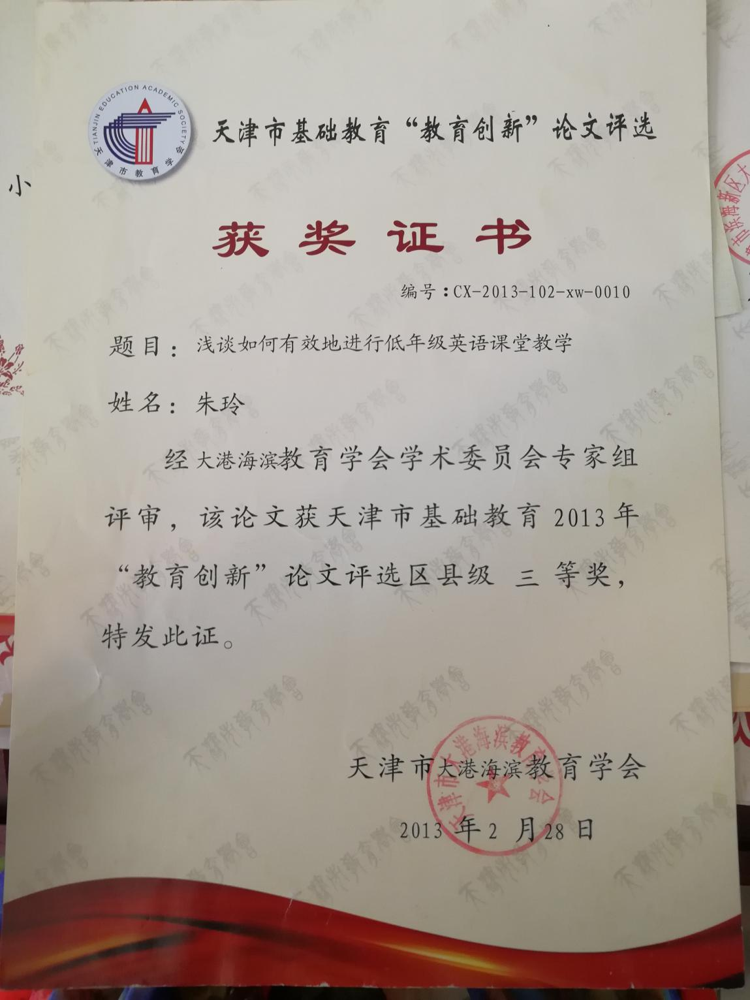 TIANJIN EDUCATION ACADEMIC SOCIETY
天津市教育学会
天津市基础教育“教育创新”论文评选
小
获奖证书
编号：CX-2013-102-xw-0010
题目：浅谈如何有效地进行低年级英语课堂教学
姓名：朱玲
经大港海滨教育学会学术委员会专家组
评审，该论文获天津市基础教育 2013 年
“教育创新”论文评选区县级 三 等奖，
特发此证。
天津市大港海滨教育学会
天津市大港海滨教育学会
2013 年 2 月 28 日